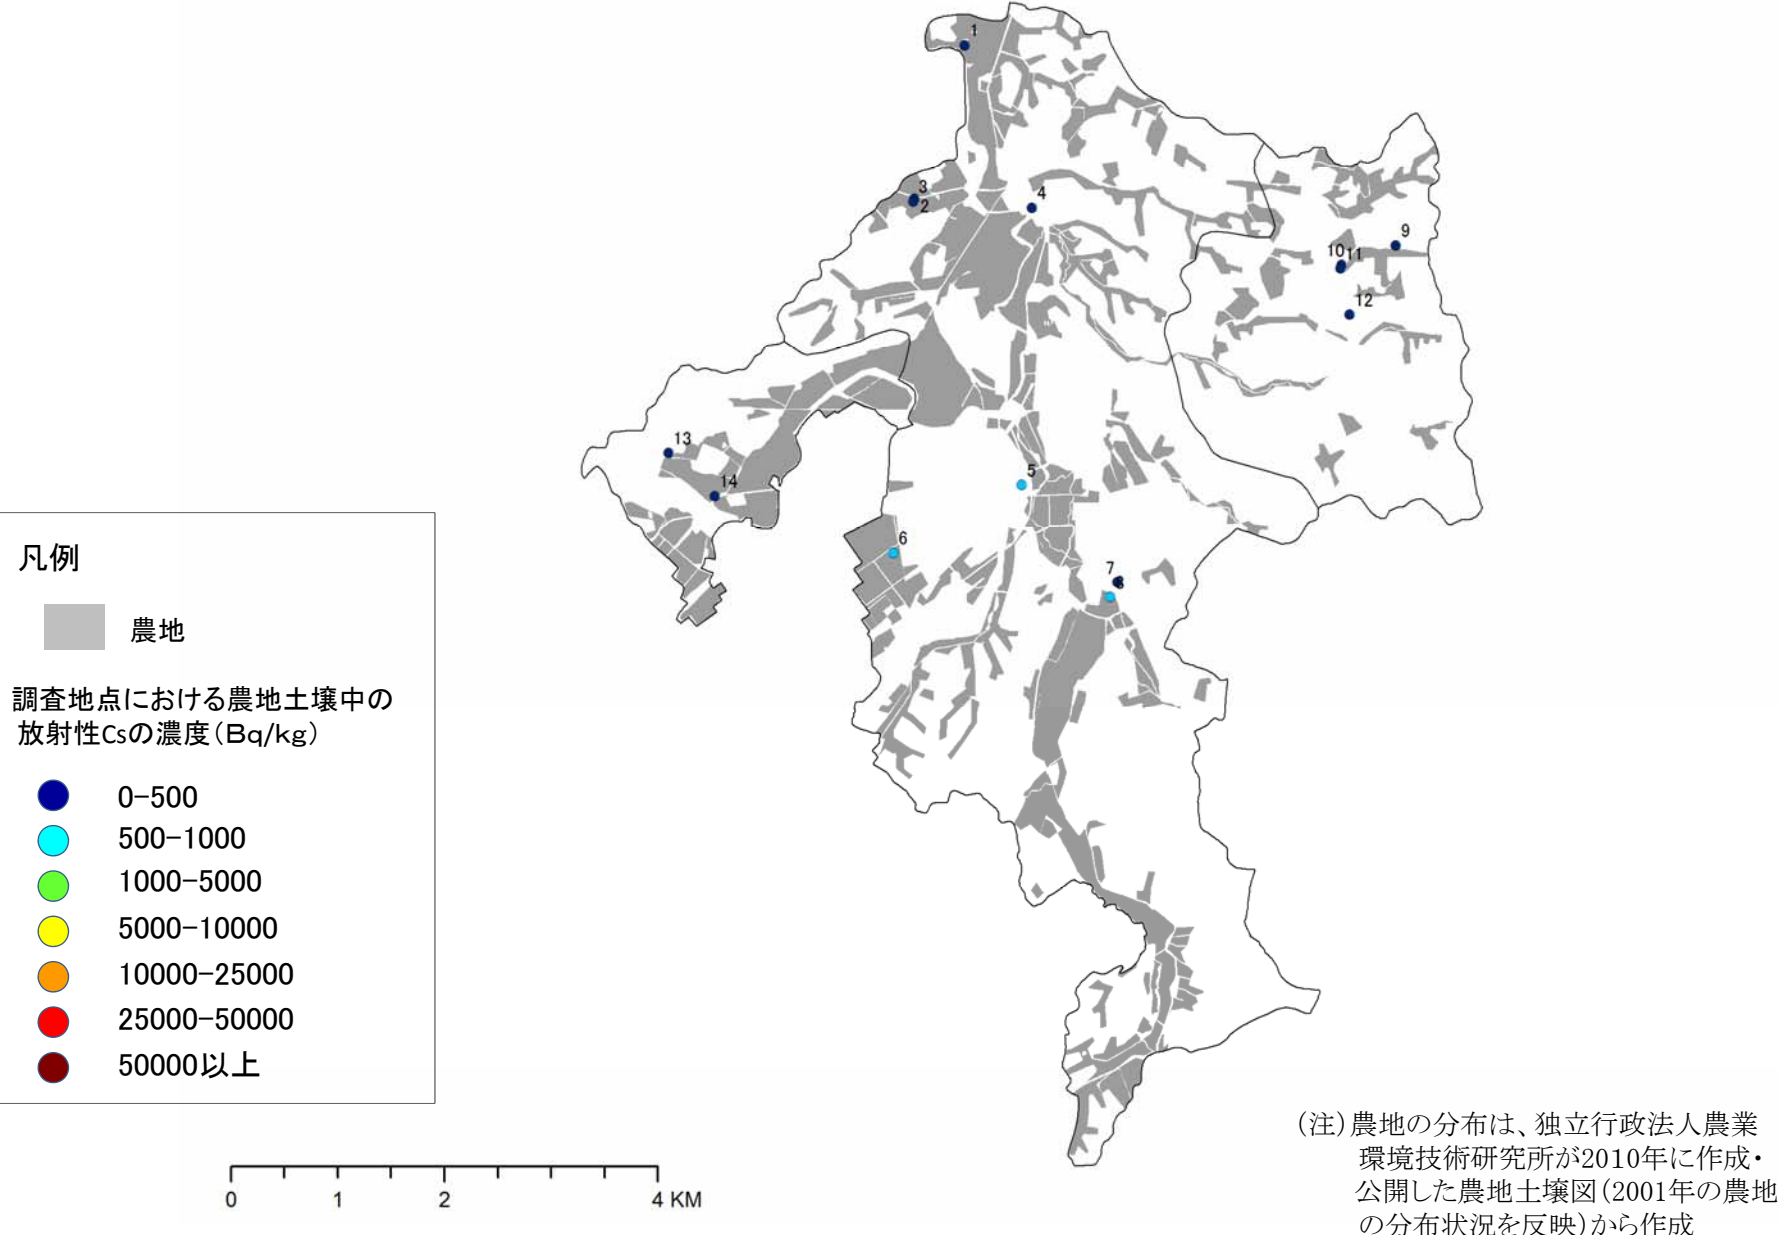 1
3
2
4
9
10
11
12
13
14
5
6
7
8
凡例
農地
調査地点における農地土壌中の
放射性Csの濃度(Bq/kg)
0-500
500-1000
1000-5000
5000-10000
10000-25000
25000-50000
50000以上
0 1 2 4 KM
(注)農地の分布は、独立行政法人農業
環境技術研究所が2010年に作成・
公開した農地土壌図(2001年の農地
の分布状況を反映)から作成